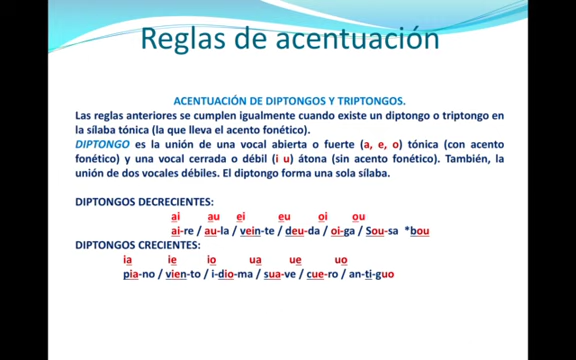 Reglas de acentuación
ACENTUACIÓN DE DIPTONGOS Y TRIPTONGOS.
Las reglas anteriores se cumplen igualmente cuando existe un diptongo o triptongo en
la sílaba tónica (la que lleva el acento fonético).
DIPTONGO es la unión de una vocal abierta o fuerte (a, e, o) tónica (con acento
fonético) y una vocal cerrada o débil (i u) átona (sin acento fonético). También, la
unión de dos vocales débiles. El diptongo forma una sola sílaba.
DIPTONGOS DECRECIENTES:
ai au ei eu oi ou
ai-re / au-la / vein-te / deu-da / oi-ga / Sou-sa *bou
DIPTONGOS CRECIENTES:
ia ie io ua ue uo
pia-no / vien-to / i-dio-ma / sua-ve / cue-ro / an-ti-guo